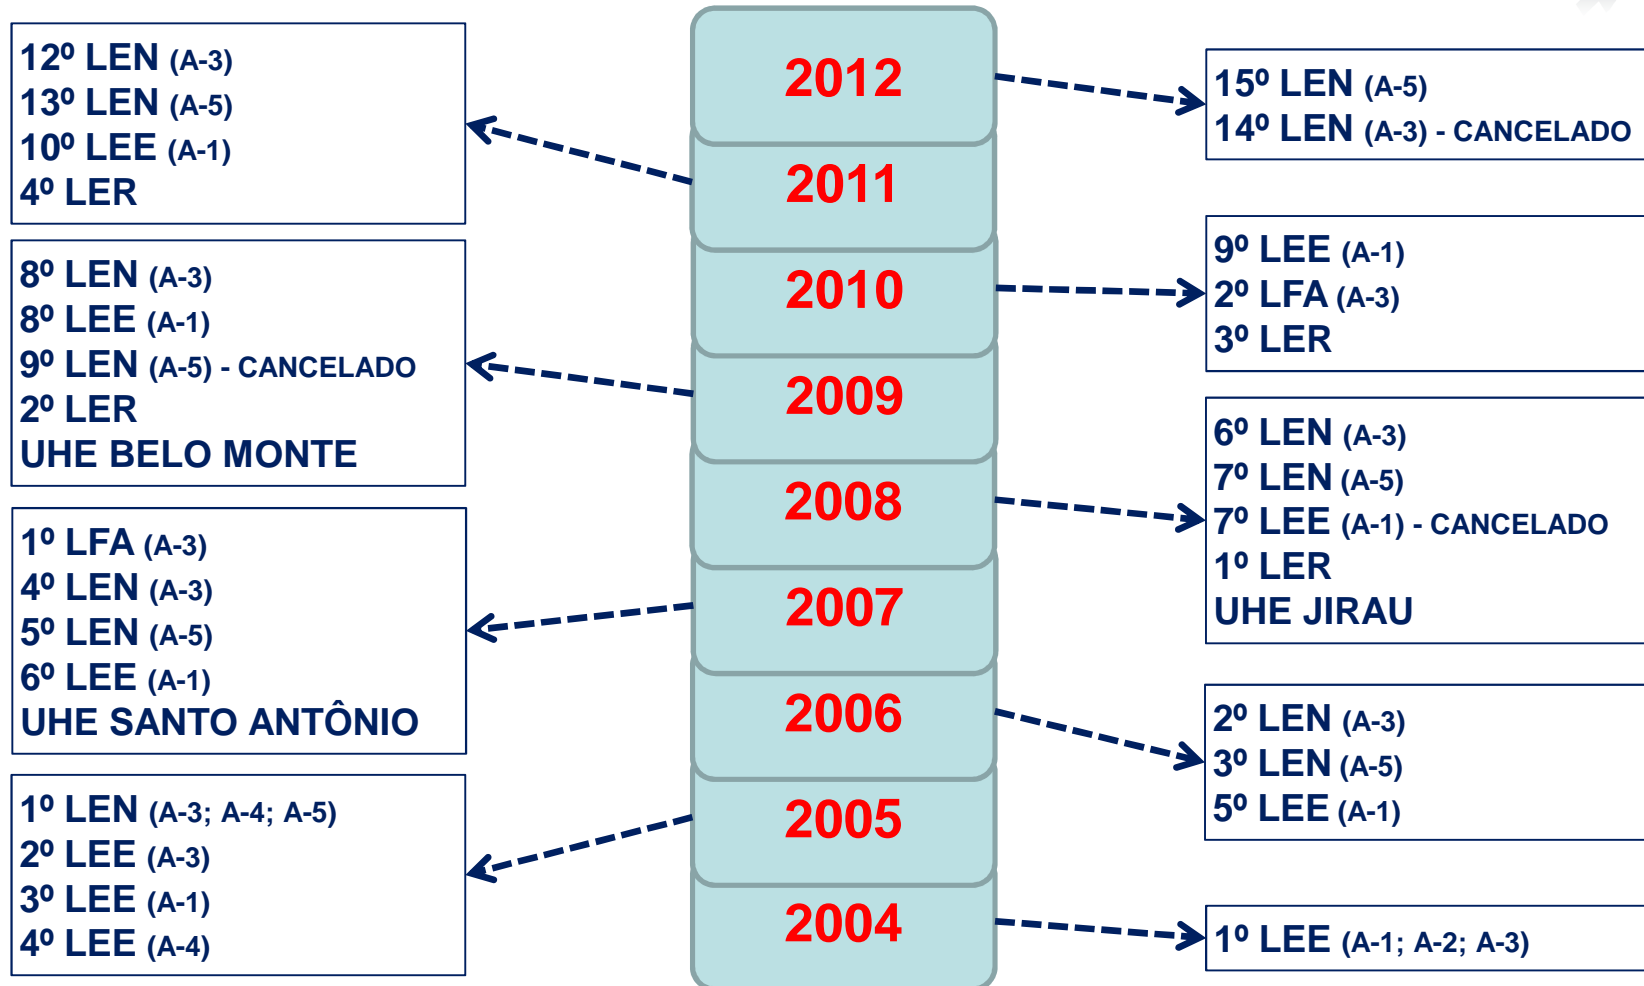 12º LEN (A-3)
13º LEN (A-5)
10º LEE (A-1)
4º LER
8º LEN (A-3)
8º LEE (A-1)
9º LEN (A-5) - CANCELADO
2º LER
UHE BELO MONTE
1º LFA (A-3)
4º LEN (A-3)
5º LEN (A-5)
6º LEE (A-1)
UHE SANTO ANTÔNIO
1º LEN (A-3; A-4; A-5)
2º LEE (A-3)
3º LEE (A-1)
4º LEE (A-4)
2012
2011
2010
2009
2008
2007
2006
2005
2004
15º LEN (A-5)
14º LEN (A-3) - CANCELADO
9º LEE (A-1)
2º LFA (A-3)
3º LER
6º LEN (A-3)
7º LEN (A-5)
7º LEE (A-1) - CANCELADO
1º LER
UHE JIRAU
2º LEN (A-3)
3º LEN (A-5)
5º LEE (A-1)
1º LEE (A-1; A-2; A-3)